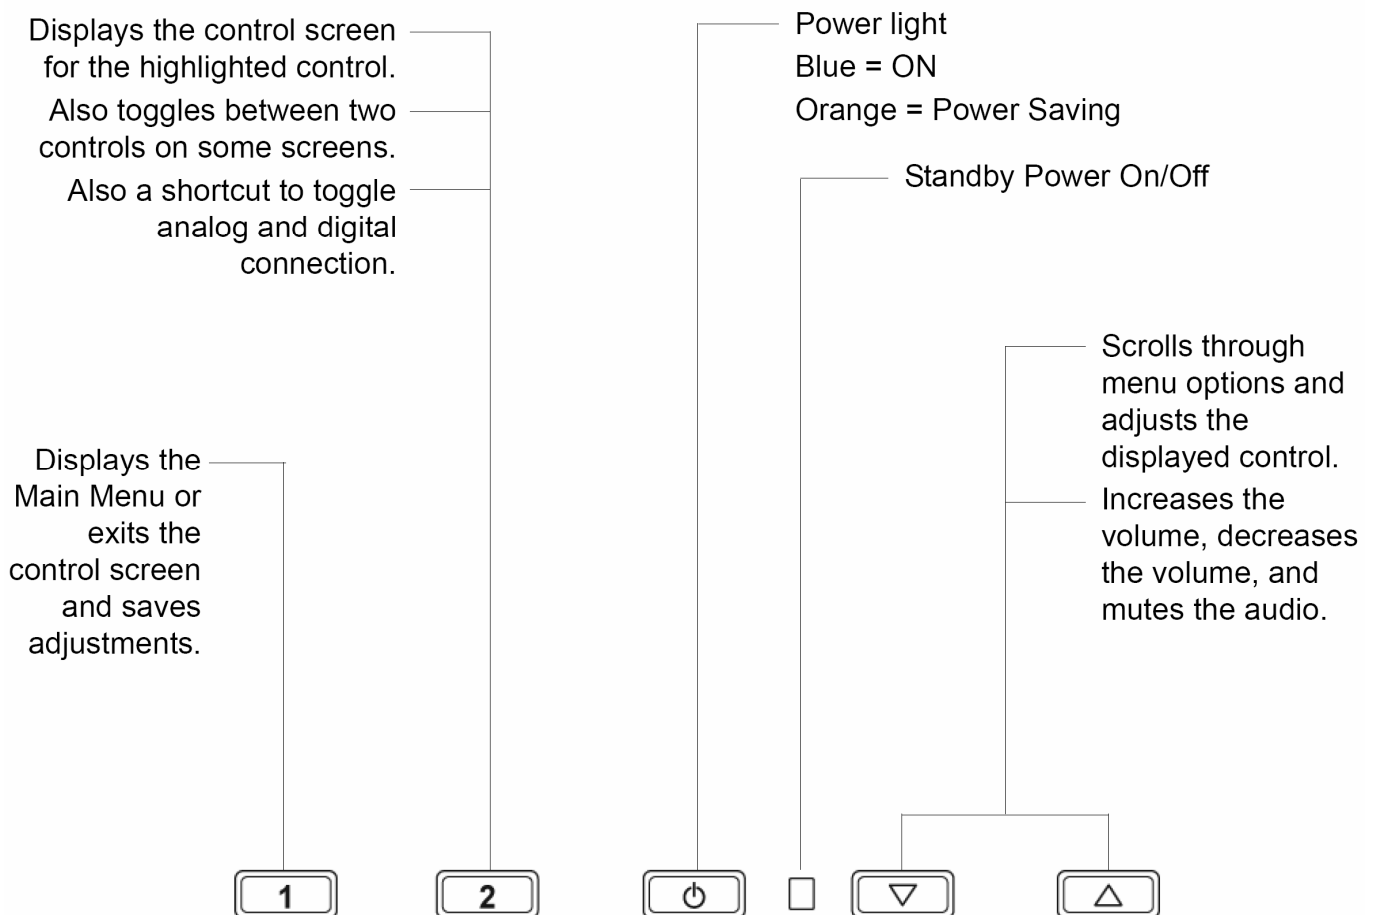 Displays the control screen
for the highlighted control.
Also toggles between two
controls on some screens.
Also a shortcut to toggle
analog and digital
connection.
Power light
Blue = ON
Orange = Power Saving
Standby Power On/Off
Scrolls through
menu options and
adjusts the
displayed control.
Increases the
volume, decreases
the volume, and
mutes the audio.
Displays the
Main Menu or
exits the
control screen
and saves
adjustments.
1
2